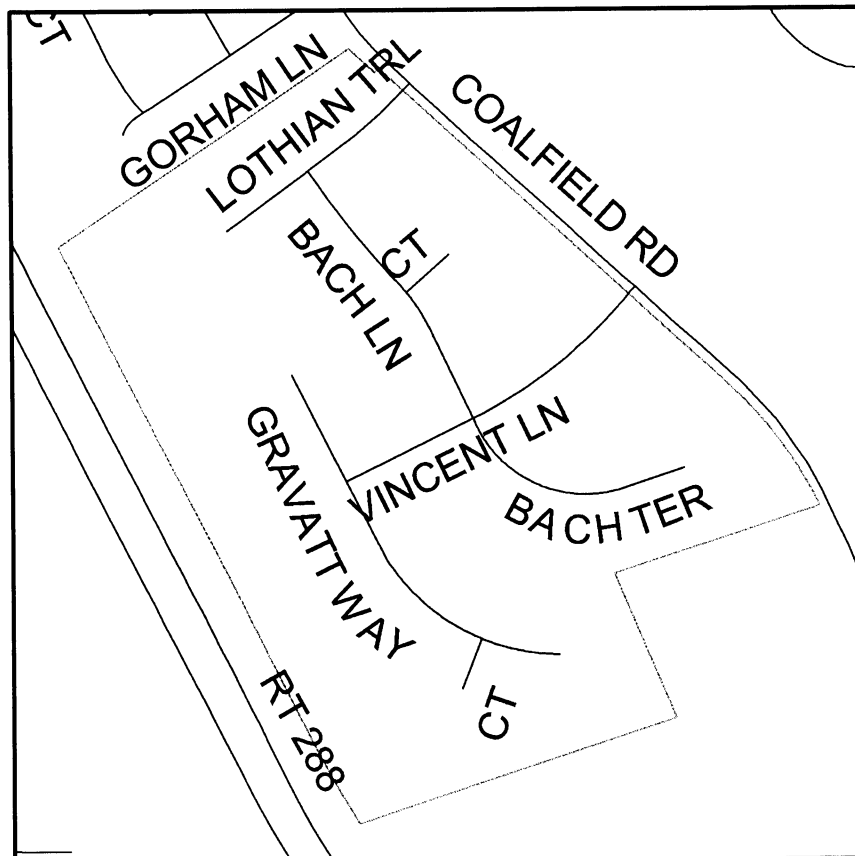 CT
GORHAM LN
LOTHIAN TRL
COALFIELD RD
BACH LN
CT
GRAVATT WAY
VINCENT LN
BACH TER
CT
RT 288